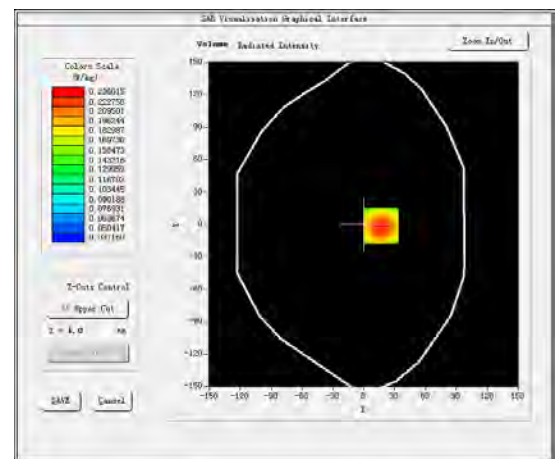 SAR Visualisation Graphical Interface
Volume Radiated Intensity
Zoom In/Out
Colors Scale
(W/kg)
0.236015
0.222758
0.209501
0.196244
0.182987
0.169730
0.156473
0.143216
0.129959
0.116702
0.103445
0.090188
0.076931
0.063674
0.050417
0.037160
Z-Cuts Control
Upper Cut
Z = 4.0 mm
SAVE
Cancel
150
120
90
60
30
0
-30
-60
-90
-120
-150
-150 -120 -90 -60 -30 0 30 60 90 120 150
X